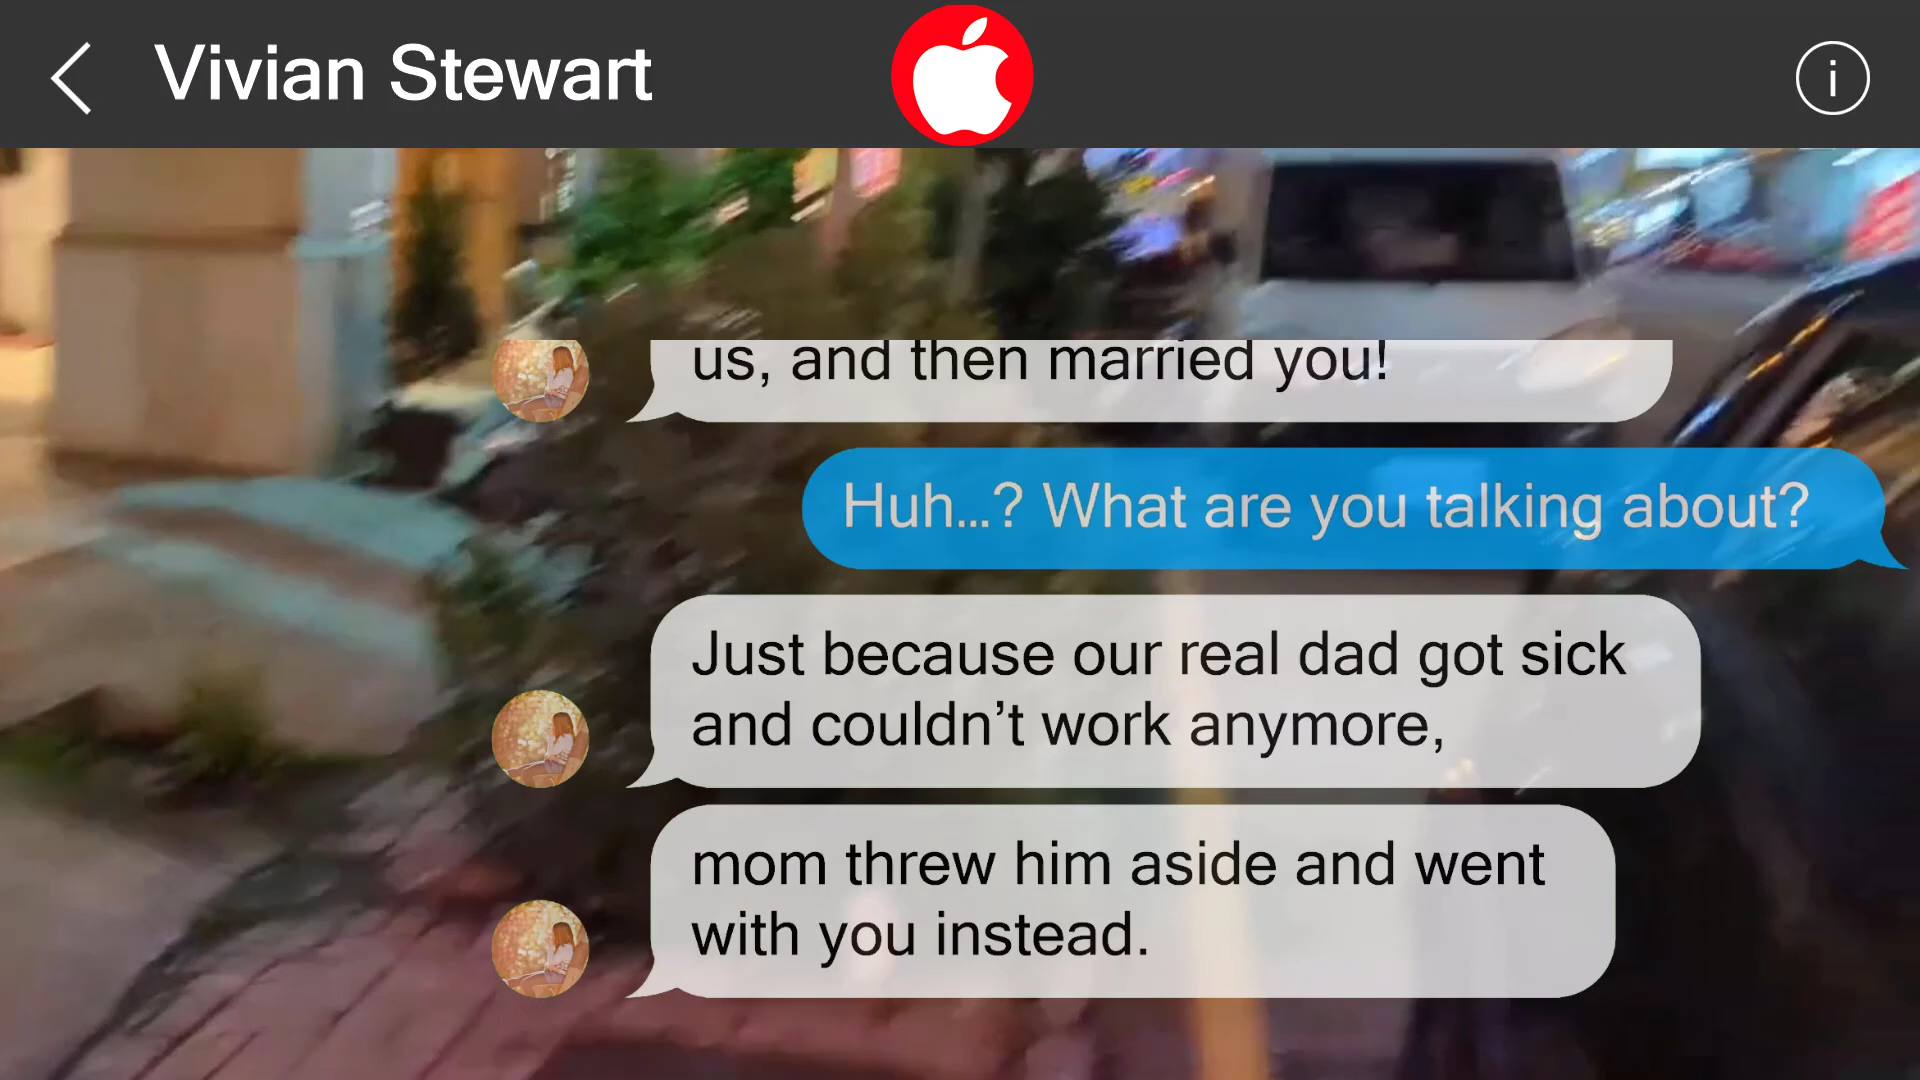 Vivian Stewart
us, and then married you!
Huh...? What are you talking about?
Just because our real dad got sick
and couldn’t work anymore,
mom threw him aside and went
with you instead.